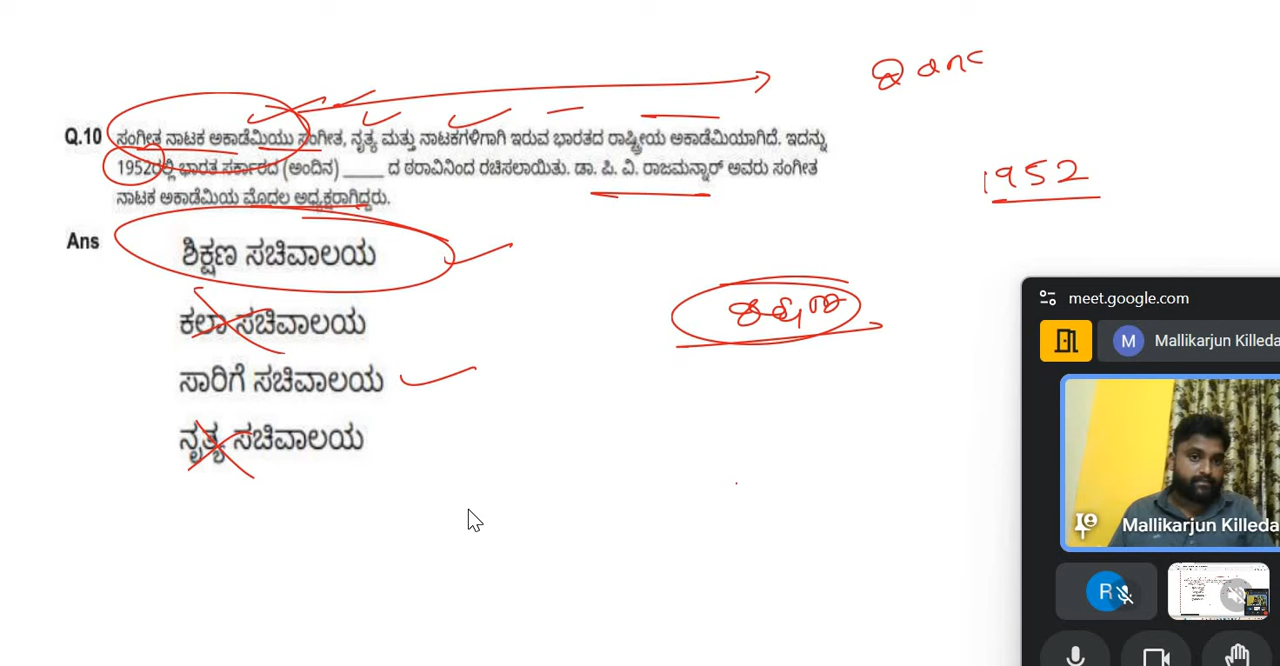 Q.10 ಸಂಗೀತ ನಾಟಕ ಅಕಾಡೆಮಿಯು ಸಂಗೀತ, ನೃತ್ಯ ಮತ್ತು ನಾಟಕಗಳಿಗಾಗಿ ಇರುವ ಭಾರತದ ರಾಷ್ಟ್ರೀಯ ಅಕಾಡೆಮಿಯಾಗಿದೆ. ಇದನ್ನು
1952ರಲ್ಲಿ ಭಾರತ ಸರ್ಕಾರದ (ಅಂದಿನ) ____ ದ ಠರಾವಿನಿಂದ ರಚಿಸಲಾಯಿತು. ಡಾ. ಪಿ. ವಿ. ರಾಜಮನ್ನಾರ್ ಅವರು ಸಂಗೀತ
ನಾಟಕ ಅಕಾಡೆಮಿಯ ಮೊದಲ ಅಧ್ಯಕ್ಷರಾಗಿದ್ದರು.
1952
Ans ಶಿಕ್ಷಣ ಸಚಿವಾಲಯ
ಕಲಾ ಸಚಿವಾಲಯ
ಸಾರಿಗೆ ಸಚಿವಾಲಯ
ನೃತ್ಯ ಸಚಿವಾಲಯ
meet.google.com
M Mallikarjun Killeda
Mallikarjun Killeda
R